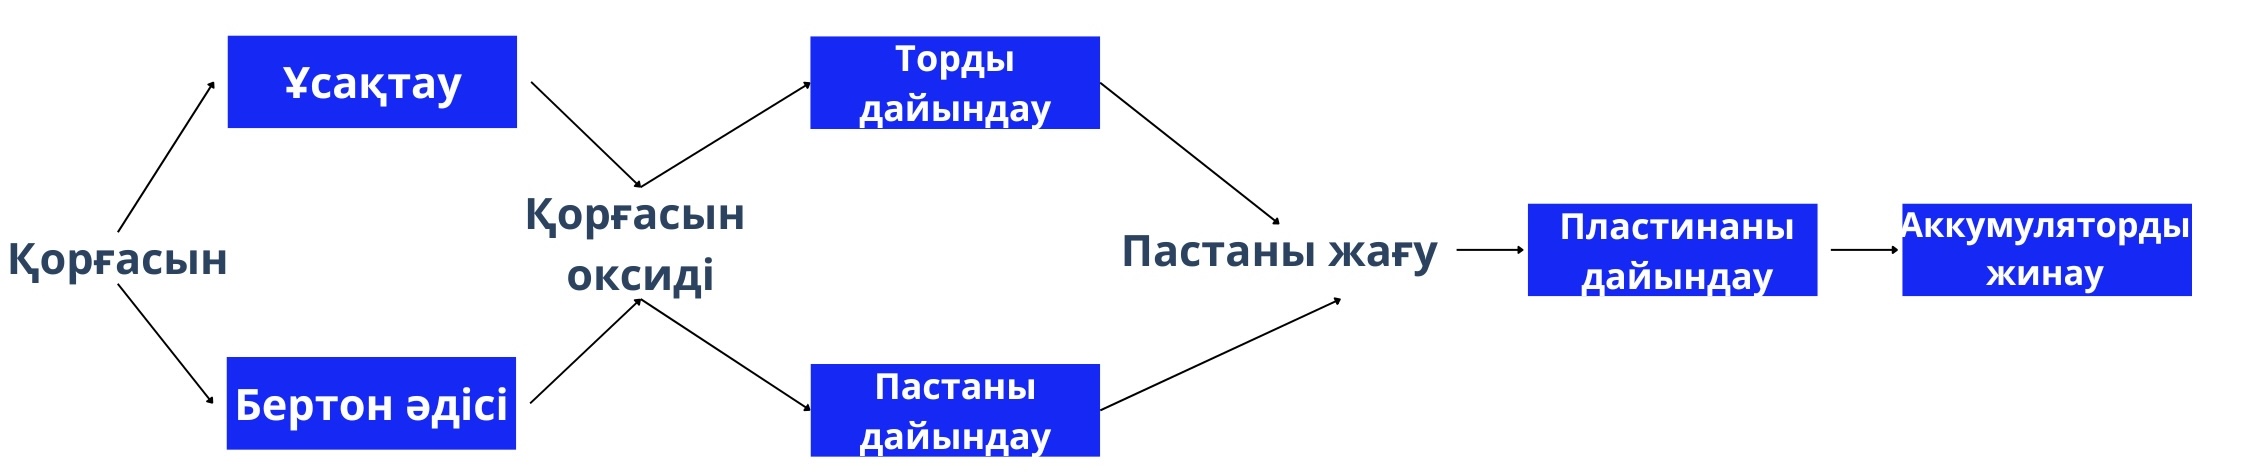 Қорғасын
Ұсақтау
Бертон әдісі
Қорғасын
оксиді
Торды
дайындау
Пастаны
дайындау
Пастаны жағу
Пластинаны
дайындау
Аккумуляторды
жинау